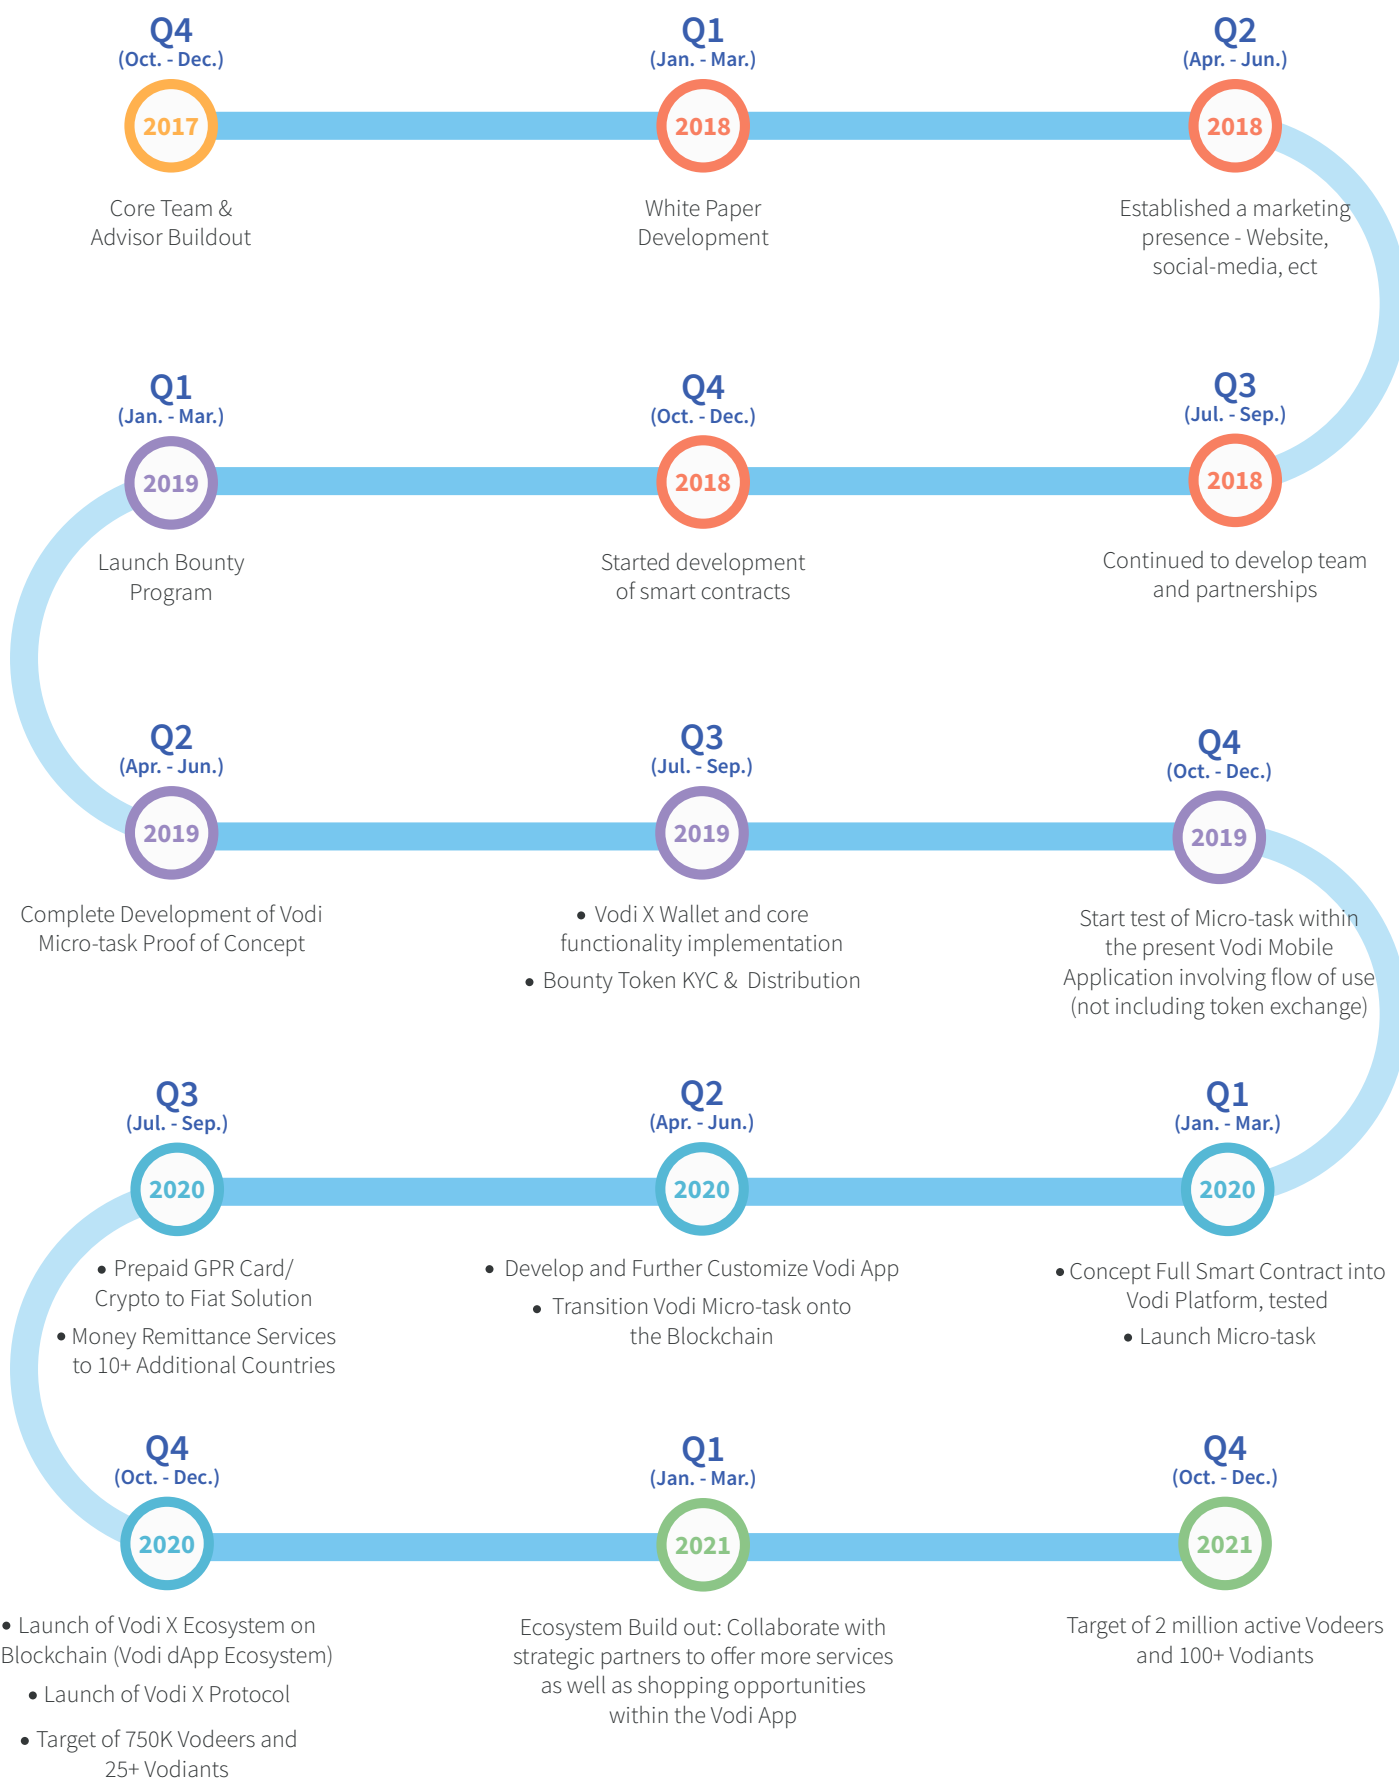 Q4
(Oct. - Dec.)
2017
Core Team &
Advisor Buildout
Q1
(Jan. - Mar.)
2018
White Paper
Development
Q2
(Apr. - Jun.)
2018
Established a marketing
presence - Website,
social-media, ect
Q1
(Jan. - Mar.)
2019
Launch Bounty
Program
Q4
(Oct. - Dec.)
2018
Started development
of smart contracts
Q3
(Jul. - Sep.)
2018
Continued to develop team
and partnerships
Q2
(Apr. - Jun.)
2019
Complete Development of Vodi
Micro-task Proof of Concept
Q3
(Jul. - Sep.)
2019
• Vodi X Wallet and core
functionality implementation
• Bounty Token KYC & Distribution
Q4
(Oct. - Dec.)
2019
Start test of Micro-task within
the present Vodi Mobile
Application involving flow of use
(not including token exchange)
Q3
(Jul. - Sep.)
2020
• Prepaid GPR Card/
Crypto to Fiat Solution
• Money Remittance Services
to 10+ Additional Countries
Q2
(Apr. - Jun.)
2020
• Develop and Further Customize Vodi App
• Transition Vodi Micro-task onto
the Blockchain
Q1
(Jan. - Mar.)
2020
• Concept Full Smart Contract into
Vodi Platform, tested
• Launch Micro-task
Q4
(Oct. - Dec.)
2020
• Launch of Vodi X Ecosystem on
Blockchain (Vodi dApp Ecosystem)
• Launch of Vodi X Protocol
• Target of 750K Vodeers and
25+ Vodiants
Q1
(Jan. - Mar.)
2021
Ecosystem Build out: Collaborate with
strategic partners to offer more services
as well as shopping opportunities
within the Vodi App
Q4
(Oct. - Dec.)
2021
Target of 2 million active Vodeers
and 100+ Vodiants